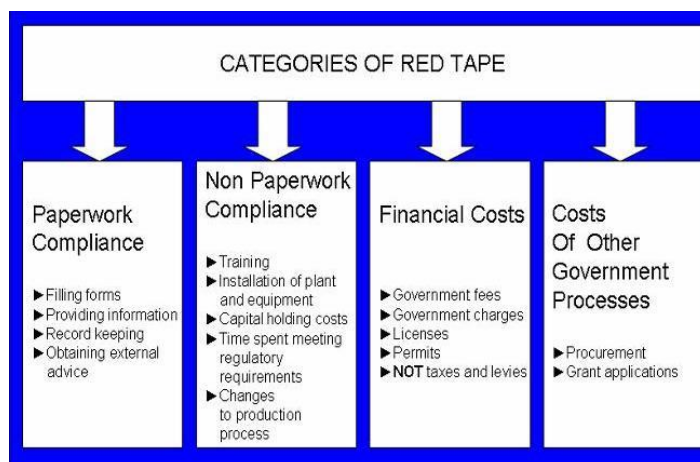 CATEGORIES OF RED TAPE
Paperwork
Compliance
►Filling forms
►Providing information
►Record keeping
►Obtaining external
advice
Non Paperwork
Compliance
►Training
►Installation of plant
and equipment
►Capital holding costs
►Time spent meeting
regulatory
requirements
►Changes
to production
process
Financial Costs
►Government fees
►Government charges
►Licenses
►Permits
►NOT taxes and levies
Costs
Of Other
Government
Processes
►Procurement
►Grant applications